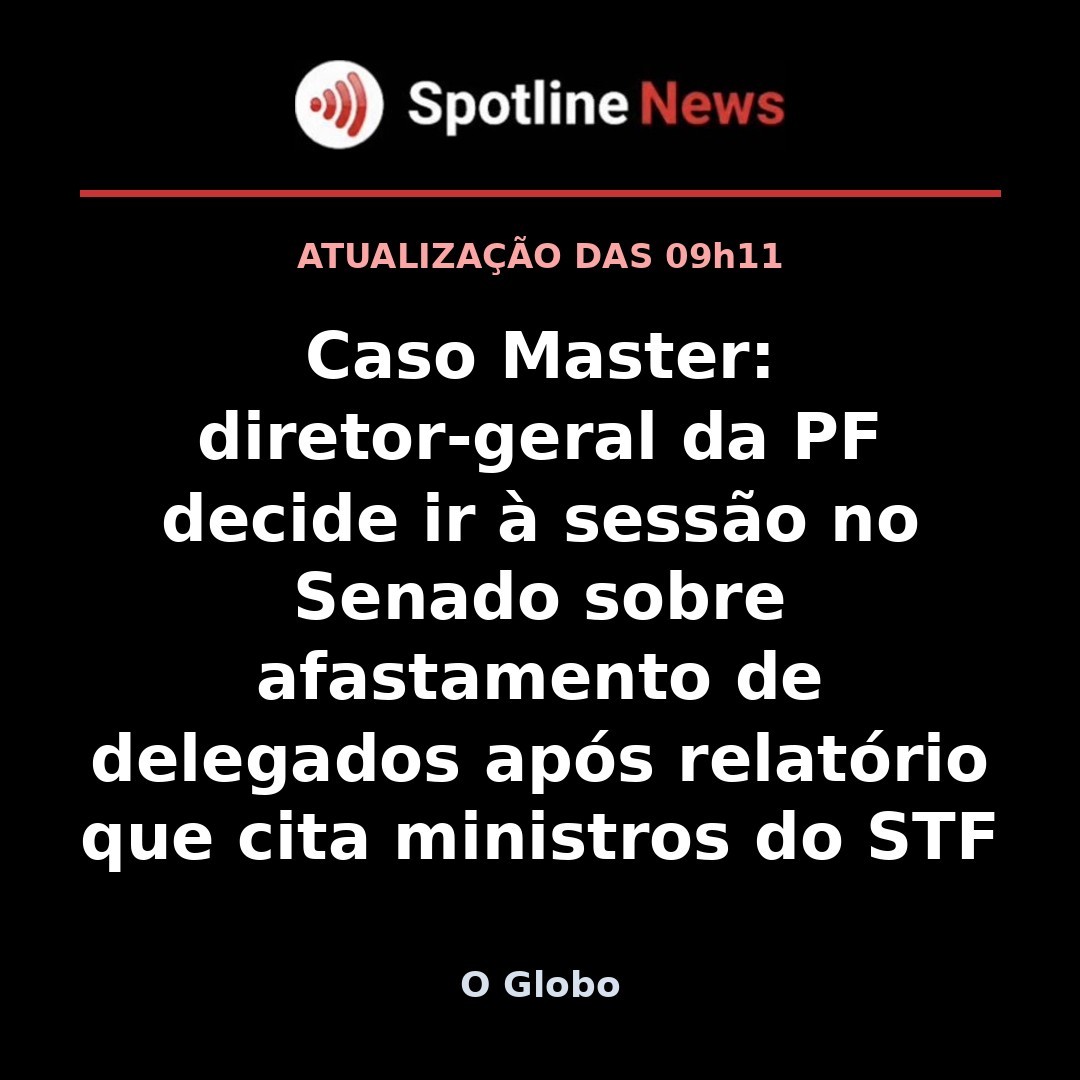 Spotline News
ATUALIZAÇÃO DAS 09h11
Caso Master:
diretor-geral da PF
decide ir à sessão no
Senado sobre
afastamento de
delegados após relatório
que cita ministros do STF
O Globo